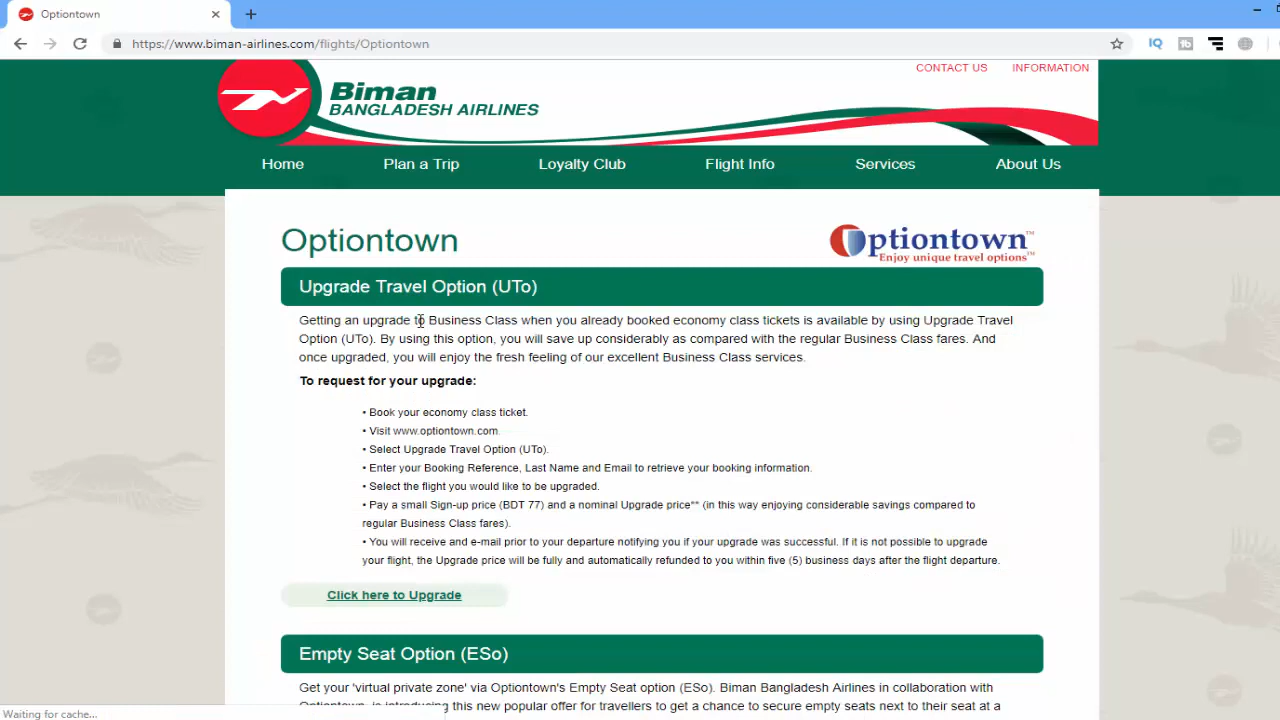 Optiontown
https://www.biman-airlines.com/flights/Optiontown
IQ
CONTACT US INFORMATION
Biman
BANGLADESH AIRLINES
Home Plan a Trip Loyalty Club Flight Info Services About Us
Optiontown
Optiontown™
Enjoy unique travel options™
Upgrade Travel Option (UTo)
Getting an upgrade to Business Class when you already booked economy class tickets is available by using Upgrade Travel
Option (UTo). By using this option, you will save up considerably as compared with the regular Business Class fares. And
once upgraded, you will enjoy the fresh feeling of our excellent Business Class services.
To request for your upgrade:
• Book your economy class ticket.
• Visit www.optiontown.com.
• Select Upgrade Travel Option (UTo).
• Enter your Booking Reference, Last Name and Email to retrieve your booking information.
• Select the flight you would like to be upgraded.
• Pay a small Sign-up price (BDT 77) and a nominal Upgrade price** (in this way enjoying considerable savings compared to
regular Business Class fares).
• You will receive and e-mail prior to your departure notifying you if your upgrade was successful. If it is not possible to upgrade
your flight, the Upgrade price will be fully and automatically refunded to you within five (5) business days after the flight departure.
Click here to Upgrade
Empty Seat Option (ESo)
Get your 'virtual private zone' via Optiontown's Empty Seat option (ESo). Biman Bangladesh Airlines in collaboration with
Optiontown, is introducing this new popular offer for travellers to get a chance to secure empty seats next to their seat at a
Waiting for cache...